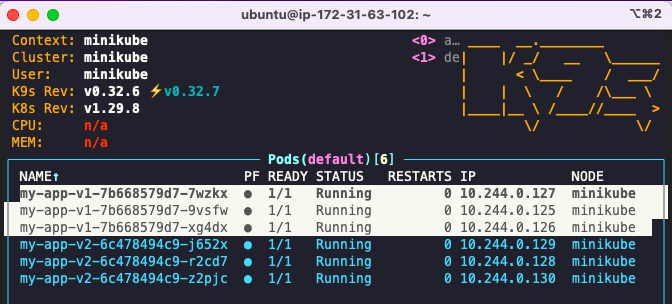 ubuntu@ip-172-31-63-102: ~ ⌥⌘2
Context: minikube <0> a…
Cluster: minikube <1> de
User: minikube
K9s Rev: v0.32.6 ⚡v0.32.7
K8s Rev: v1.29.8
CPU: n/a
MEM: n/a
Pods(default)[6]
NAME↑ PF READY STATUS RESTARTS IP NODE
my-app-v1-7b668579d7-7wzkx ● 1/1 Running 0 10.244.0.127 minikube
my-app-v1-7b668579d7-9vsfw ● 1/1 Running 0 10.244.0.125 minikube
my-app-v1-7b668579d7-xg4dx ● 1/1 Running 0 10.244.0.126 minikube
my-app-v2-6c478494c9-j652x ● 1/1 Running 0 10.244.0.129 minikube
my-app-v2-6c478494c9-r2cd7 ● 1/1 Running 0 10.244.0.128 minikube
my-app-v2-6c478494c9-z2pjc ● 1/1 Running 0 10.244.0.130 minikube